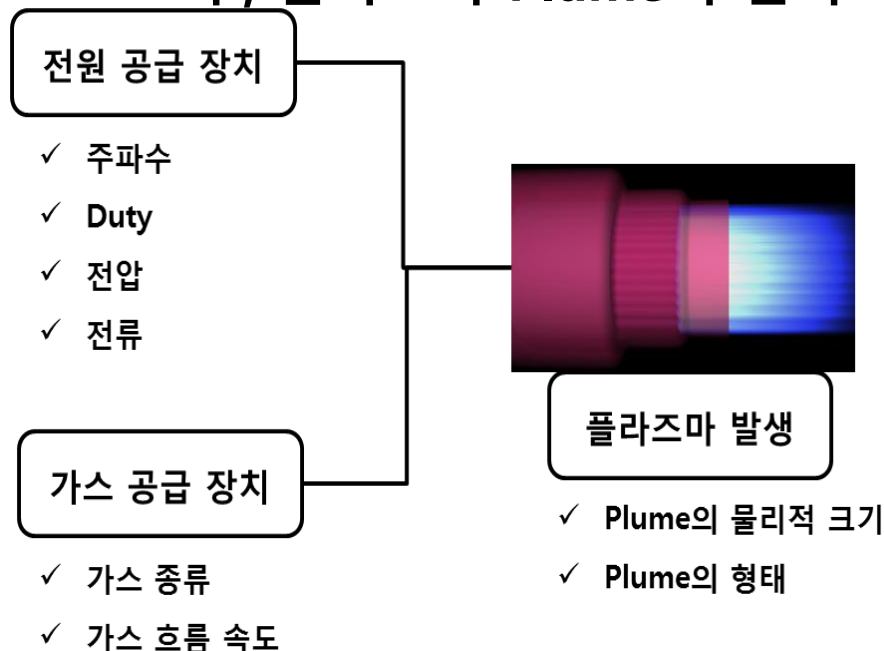 전원 공급 장치
✓ 주파수
✓ Duty
✓ 전압
✓ 전류
가스 공급 장치
✓ 가스 종류
✓ 가스 흐름 속도
플라즈마 발생
✓ Plume의 물리적 크기
✓ Plume의 형태